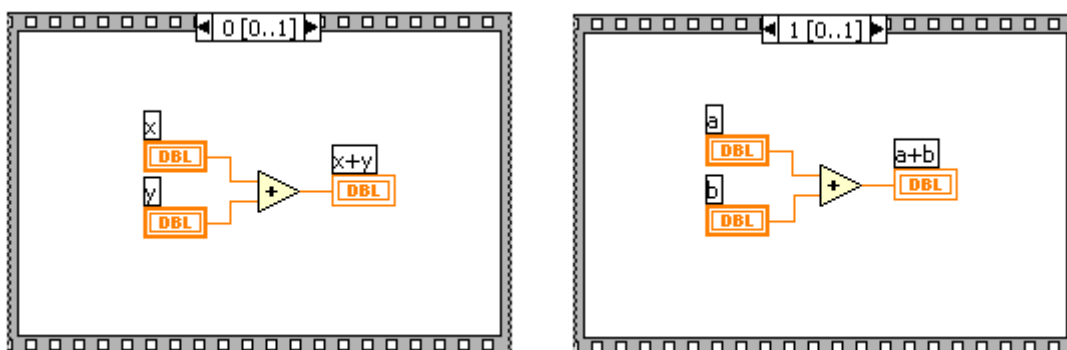 0 [0..1]
x
DBL
x+y
DBL
y
DBL
+
1 [0..1]
a
DBL
a+b
DBL
b
DBL
+